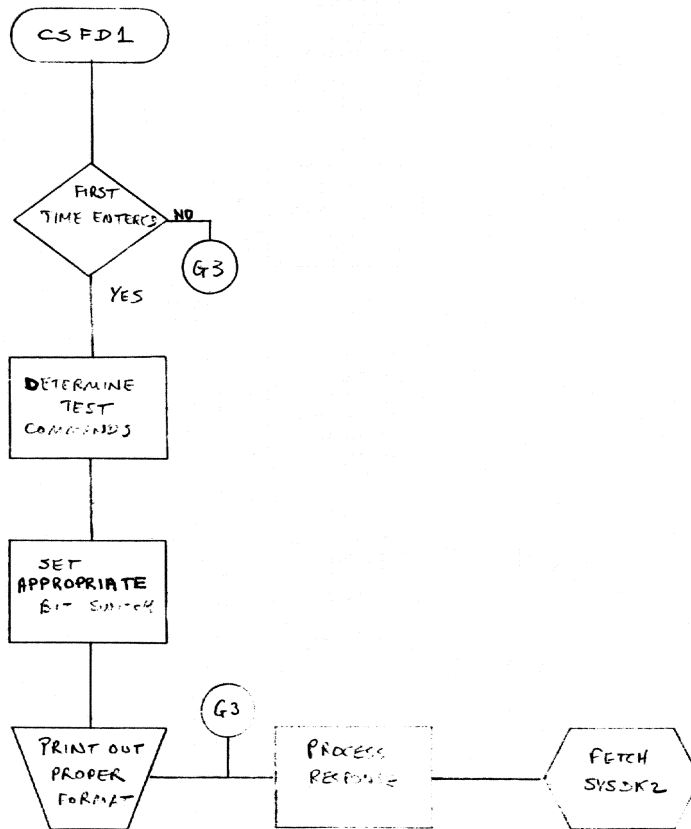 CSFD1
FIRST
TIME ENTERED
NO
G3
YES
DETERMINE
TEST
COMMANDS
SET
APPROPRIATE
BIT SWITCH
G3
PRINT OUT
PROPER
FORMAT
PROCESS
RESPONSE
FETCH
SYSDK2